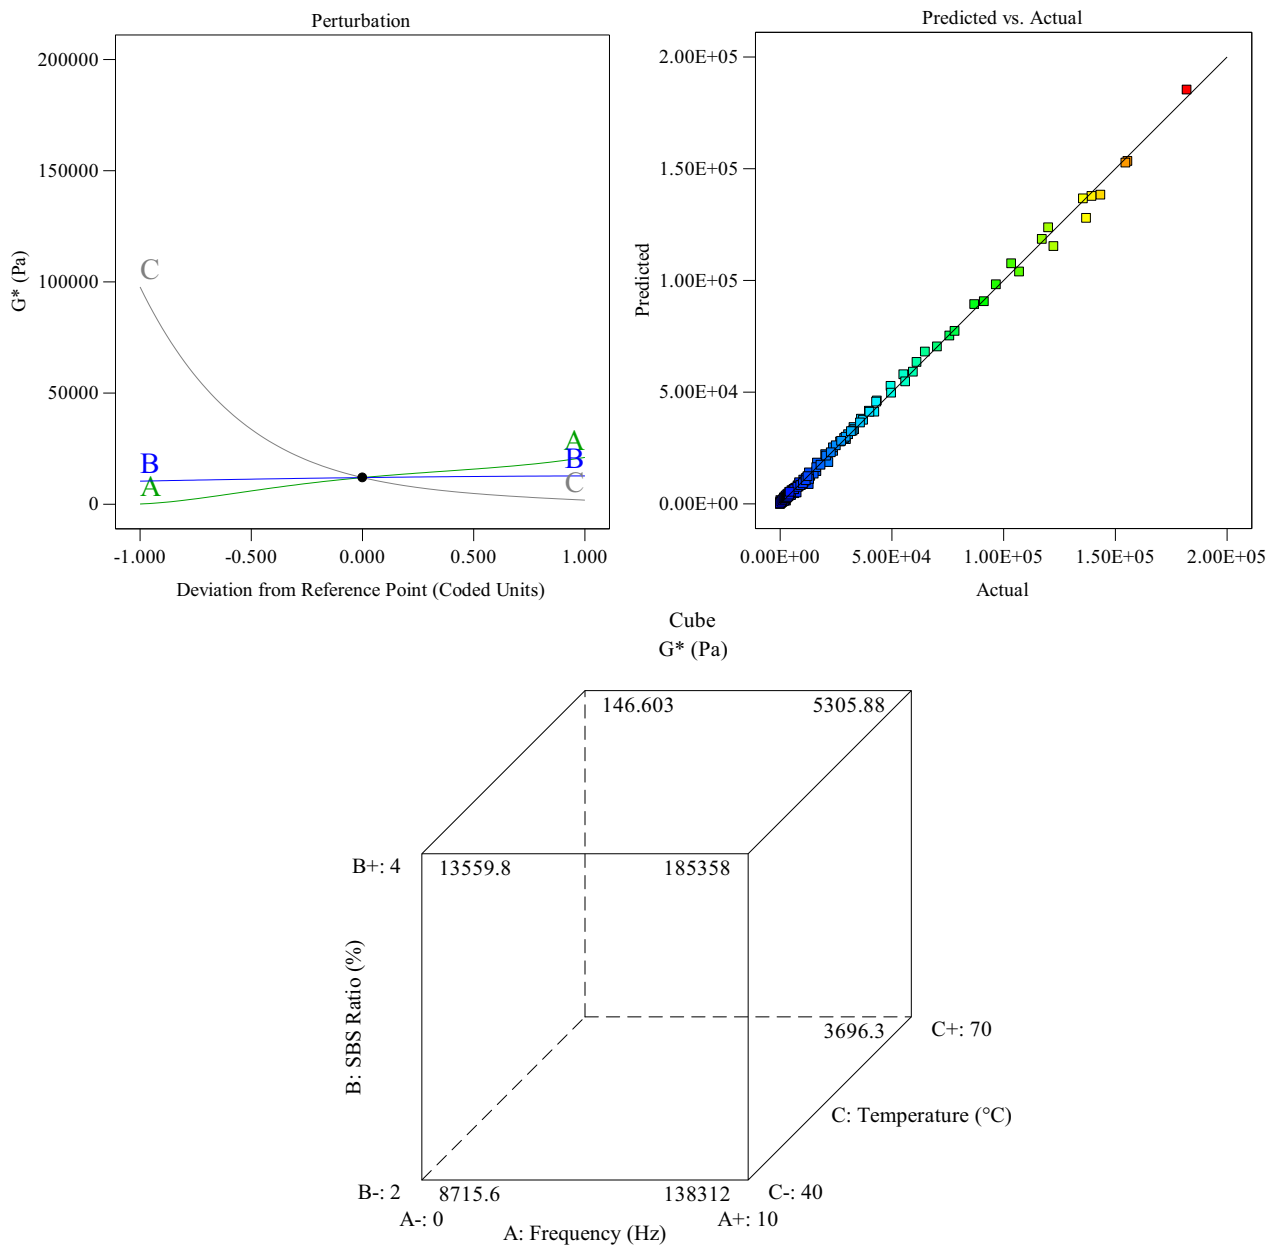 Perturbation
200000
150000
100000
50000
0
G* (Pa)
C
B
A
A
B
C
-1.000
-0.500
0.000
0.500
1.000
Deviation from Reference Point (Coded Units)
Predicted vs. Actual
2.00E+05
1.50E+05
1.00E+05
5.00E+04
0.00E+00
Predicted
0.00E+00
5.00E+04
1.00E+05
1.50E+05
2.00E+05
Actual
Cube
G* (Pa)
146.603
5305.88
B+: 4
13559.8
185358
B: SBS Ratio (%)
3696.3
C+: 70
C: Temperature (°C)
B-: 2
8715.6
138312
C-: 40
A-: 0
A: Frequency (Hz)
A+: 10